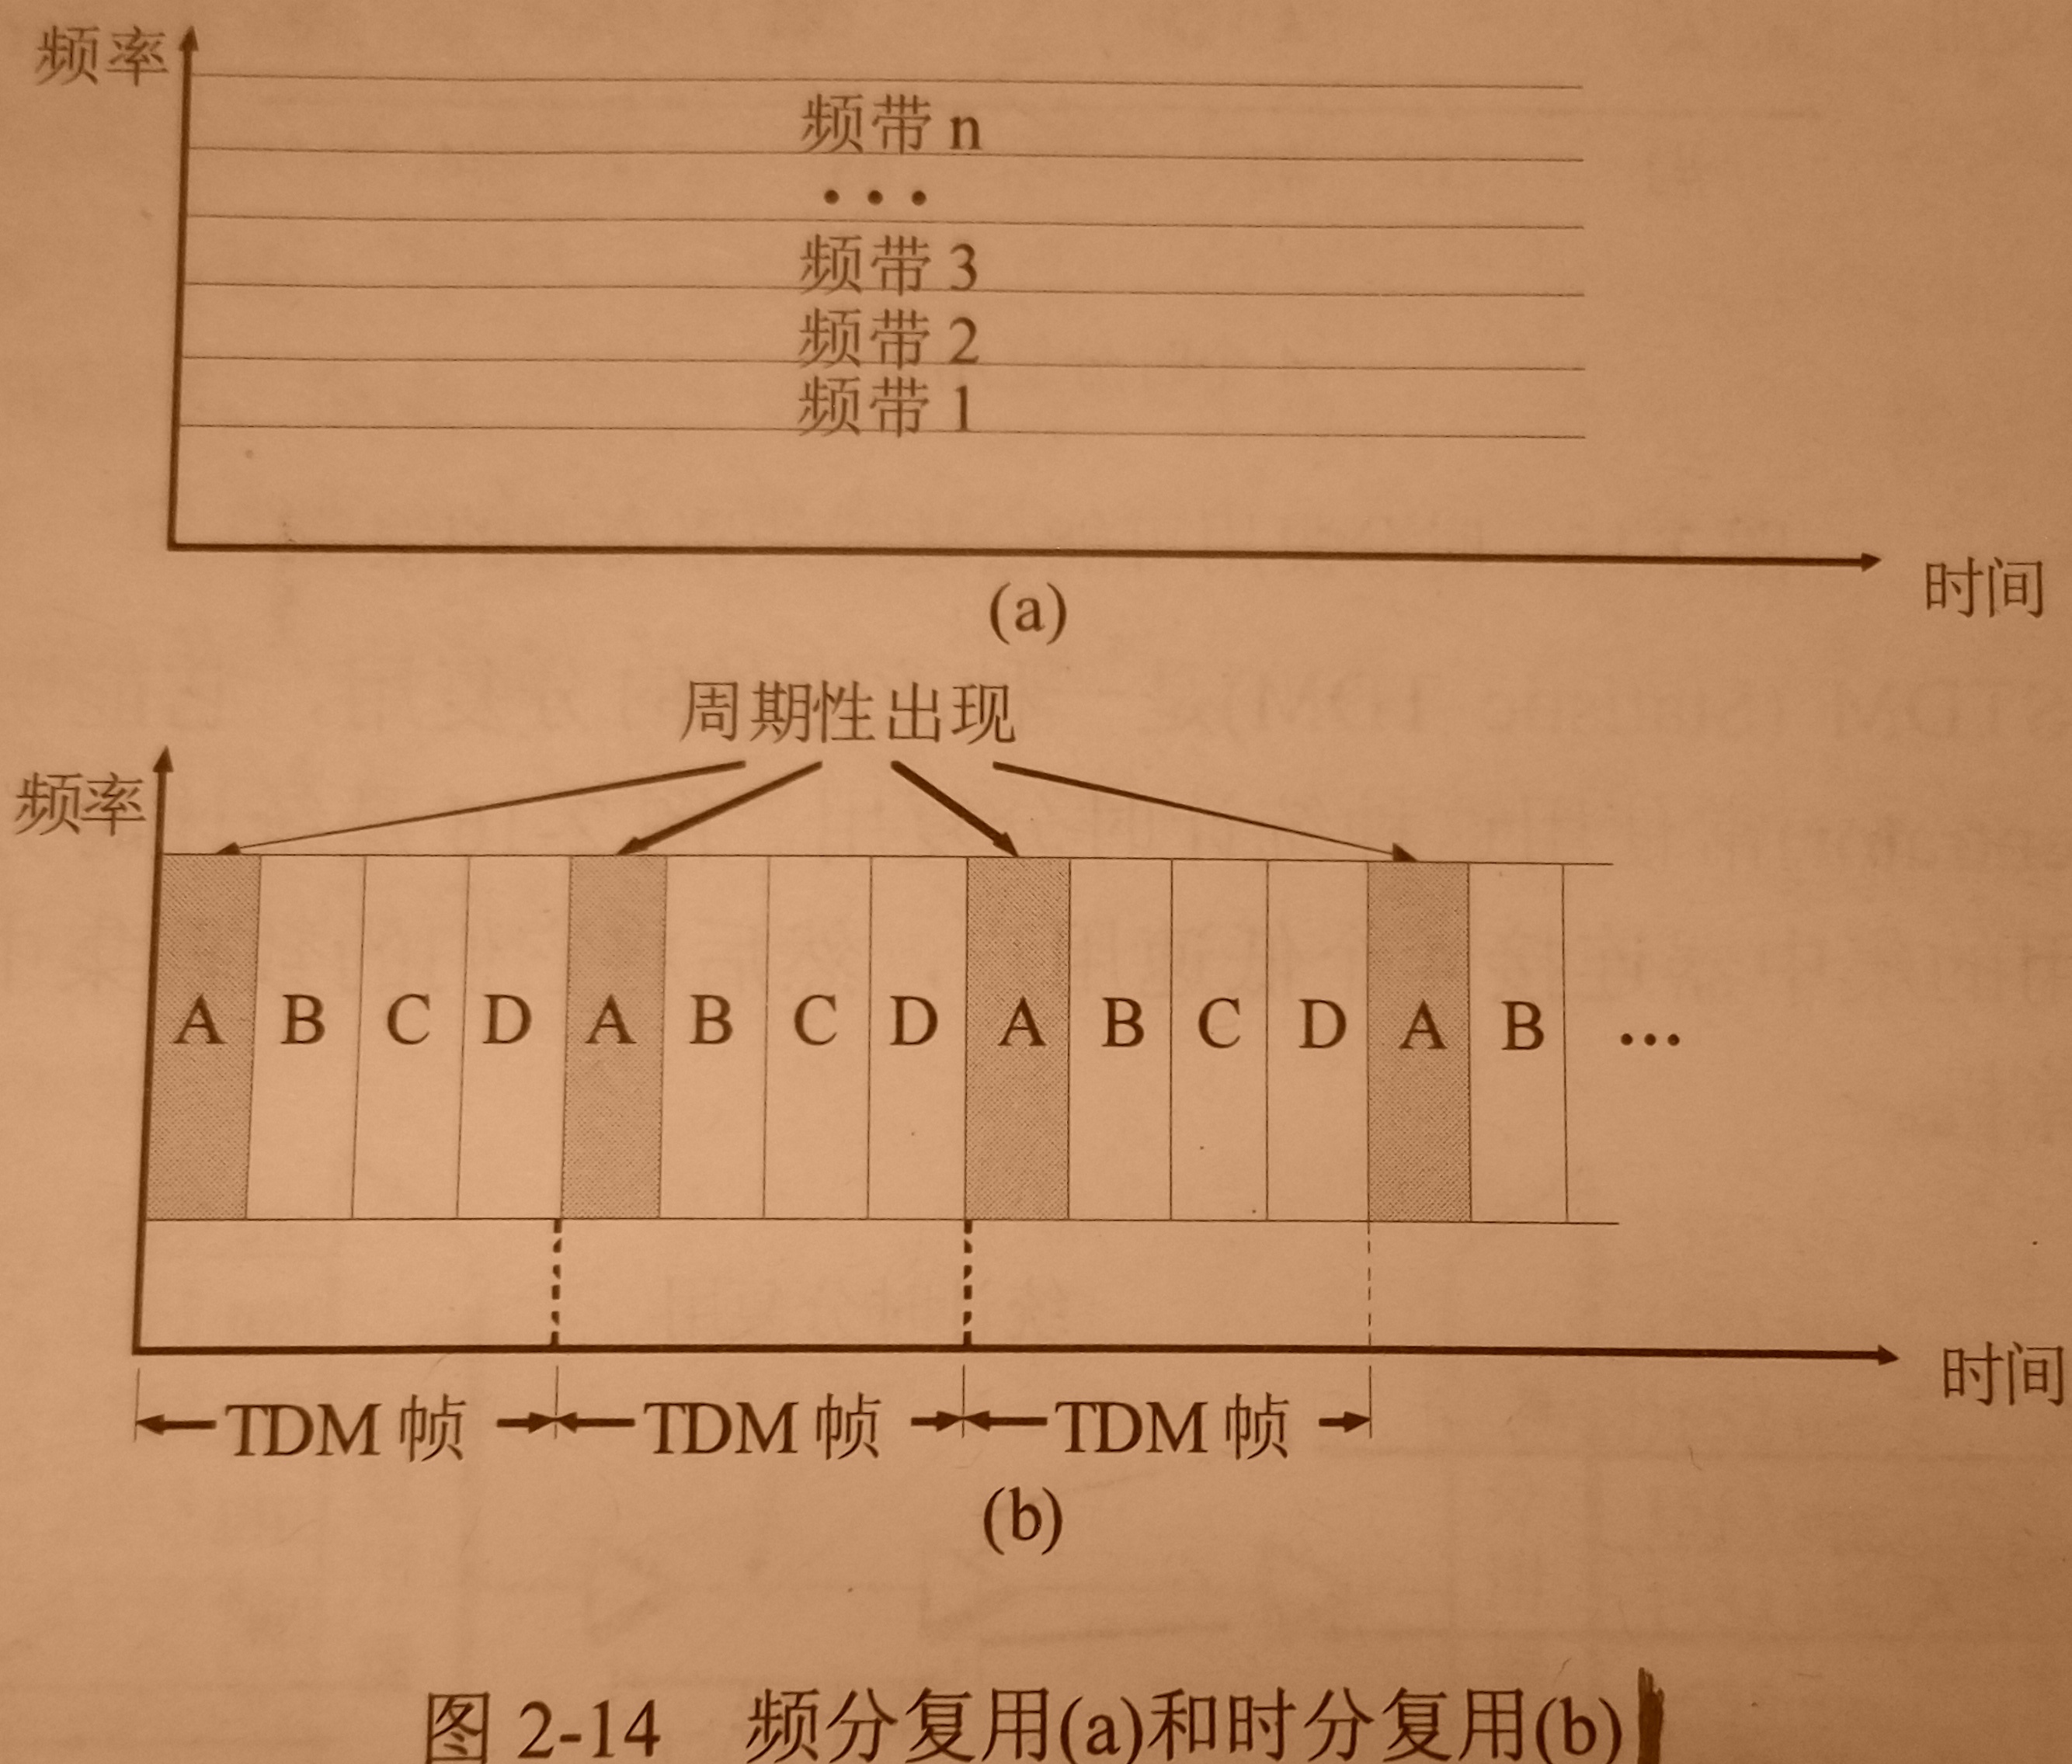 频率
频带 n
• • •
频带 3
频带 2
频带 1
时间
(a)
周期性出现
频率
A B C D A B C D A B C D A B …
时间
TDM 帧 TDM 帧 TDM 帧
(b)
图 2-14 频分复用(a)和时分复用(b)